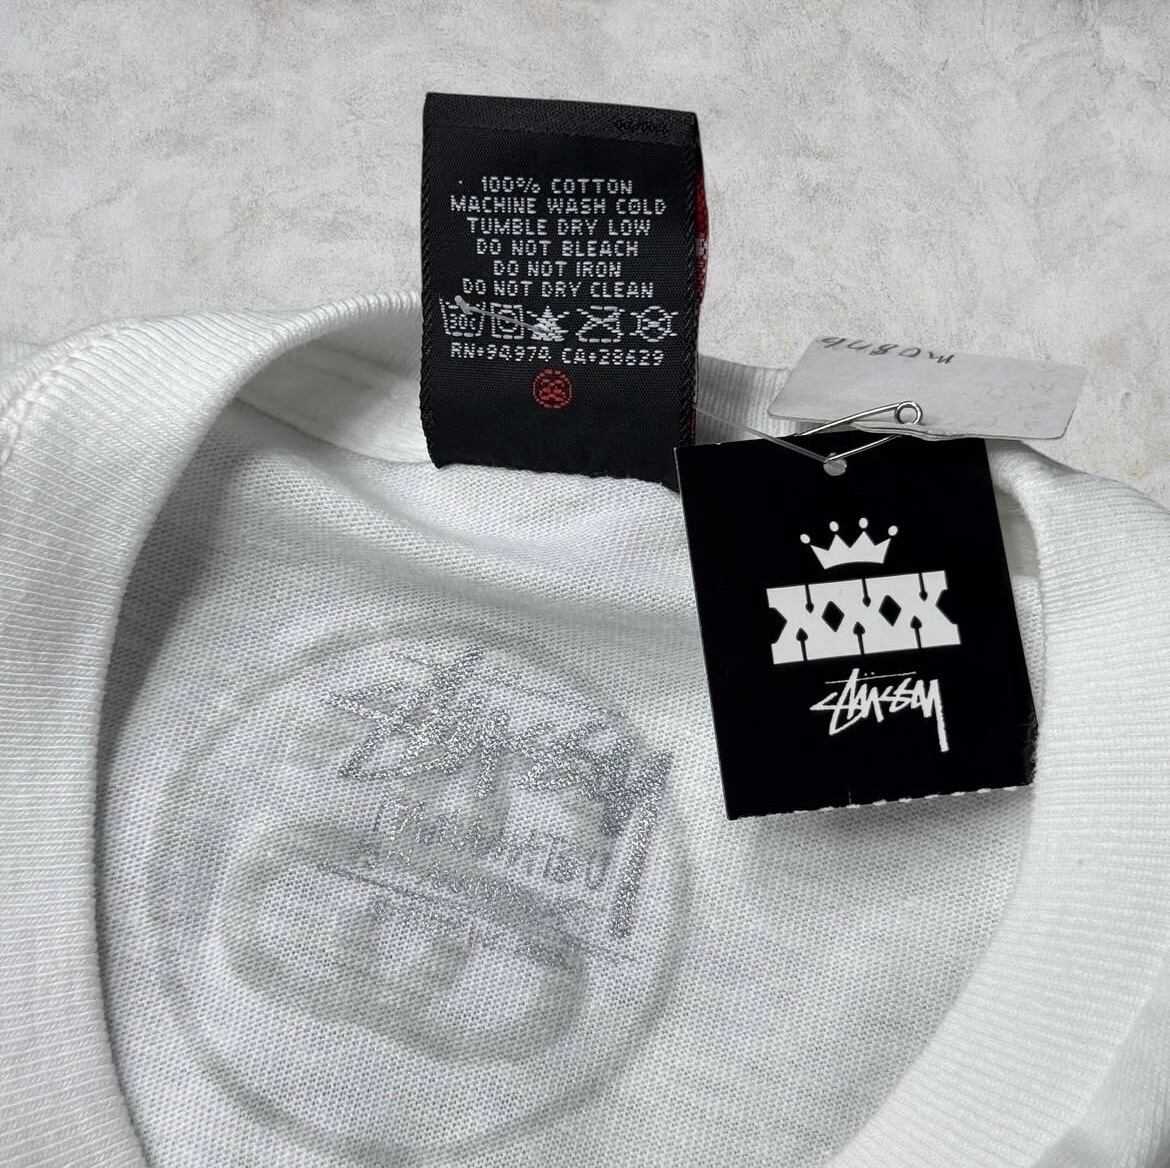 100% COTTON
MACHINE WASH COLD
TUMBLE DRY LOW
DO NOT BLEACH
DO NOT IRON
DO NOT DRY CLEAN
30C
RN•94974 CA•28629
XXX
Stüssy
Stüssy